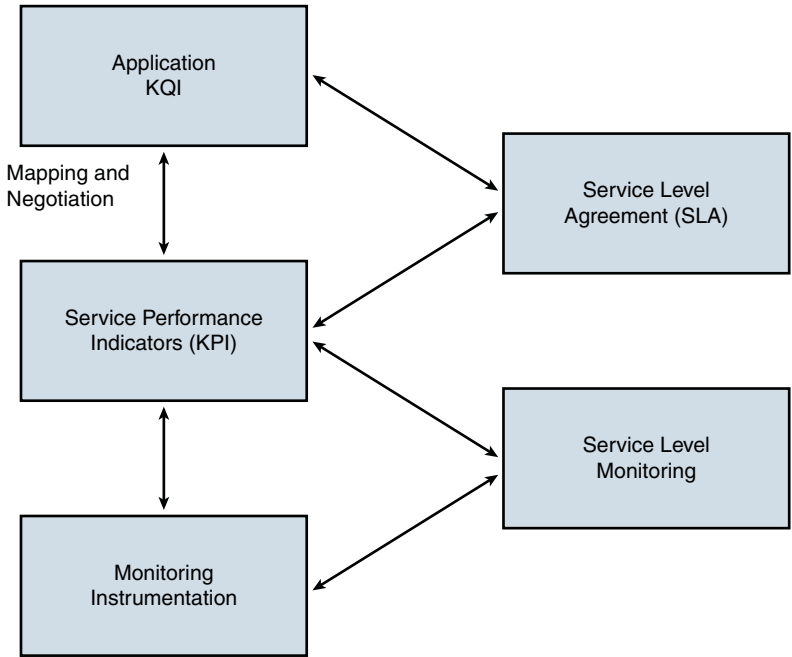 Application
KQI
Mapping and
Negotiation
Service Level
Agreement (SLA)
Service Performance
Indicators (KPI)
Service Level
Monitoring
Monitoring
Instrumentation